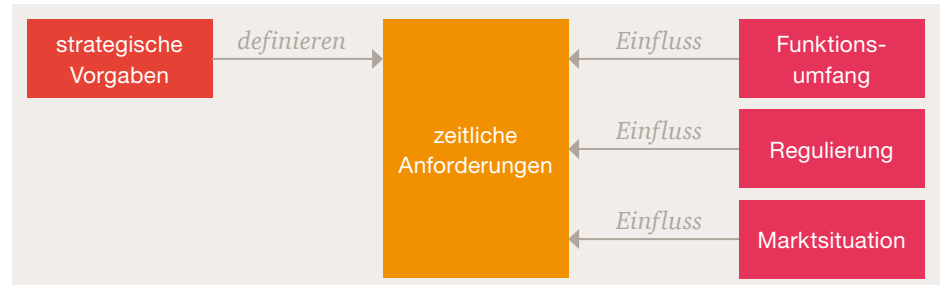 strategische
Vorgaben
definieren
zeitliche
Anforderungen
Einfluss
Funktions-
umfang
Einfluss
Regulierung
Einfluss
Marktsituation